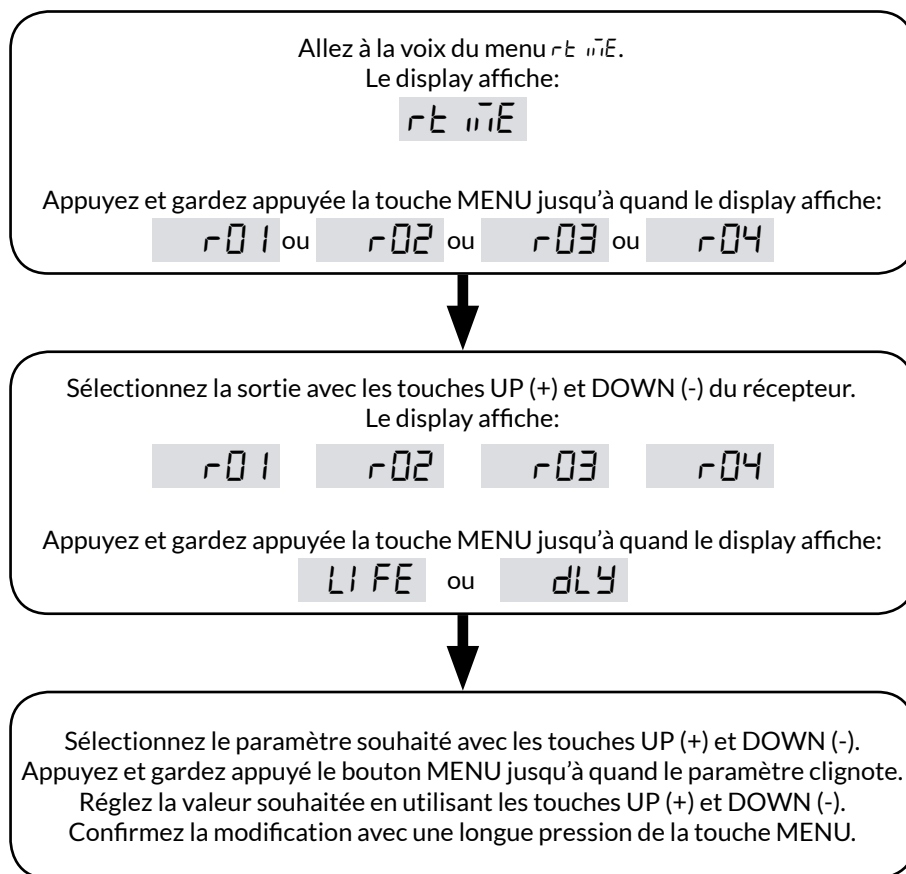 Allez à la voix du menu rt imE.
Le display affiche:
rt imE
Appuyez et gardez appuyée la touche MENU jusqu'à quand le display affiche:
r01 ou r02 ou r03 ou r04
Sélectionnez la sortie avec les touches UP (+) et DOWN (-) du récepteur.
Le display affiche:
r01 r02 r03 r04
Appuyez et gardez appuyée la touche MENU jusqu'à quand le display affiche:
LIFE ou dLY
Sélectionnez le paramètre souhaité avec les touches UP (+) et DOWN (-).
Appuyez et gardez appuyé le bouton MENU jusqu'à quand le paramètre clignote.
Réglez la valeur souhaitée en utilisant les touches UP (+) et DOWN (-).
Confirmez la modification avec une longue pression de la touche MENU.